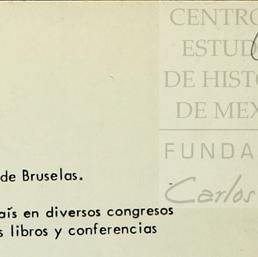 CENTRO
ESTUD
DE HISTO
DE MEX
FUNDA
Carlos
de Bruselas.
aís en diversos congresos
s libros y conferencias